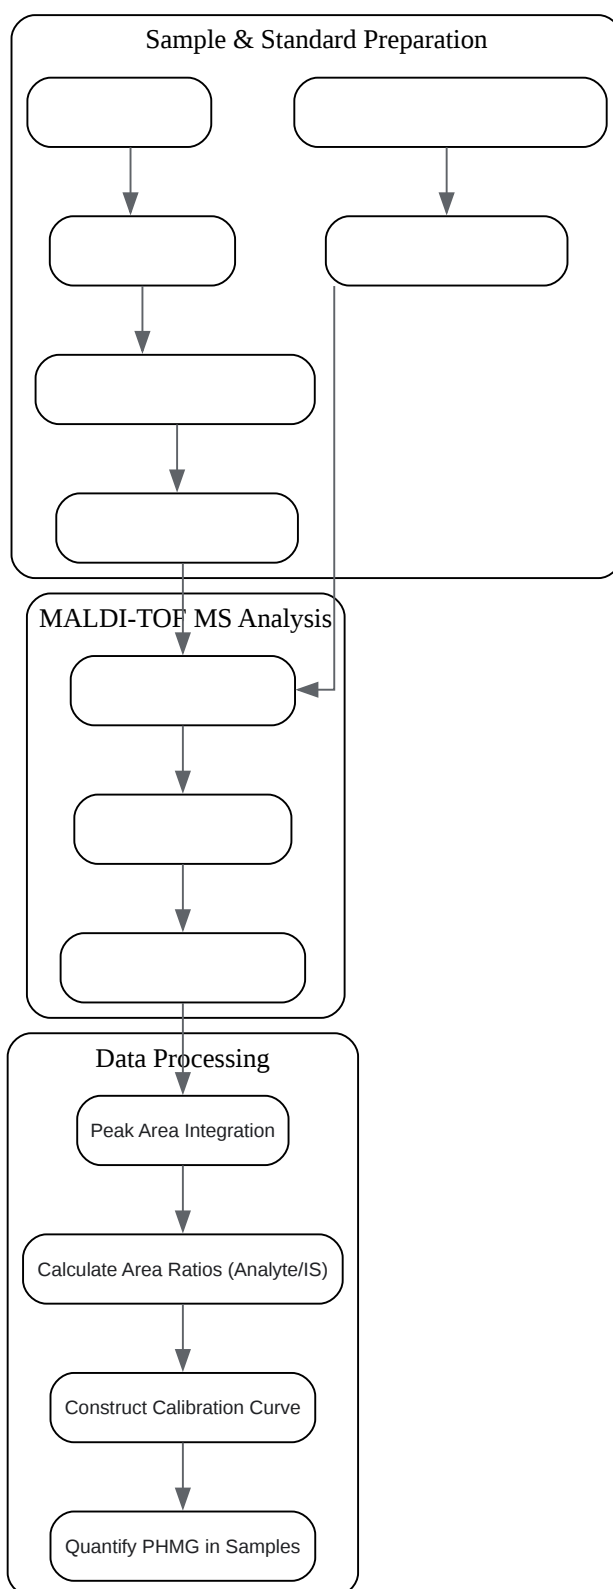 Sample & Standard Preparation
MALDI-TOF MS Analysis
Data Processing
Peak Area Integration
Calculate Area Ratios (Analyte/IS)
Construct Calibration Curve
Quantify PHMG in Samples